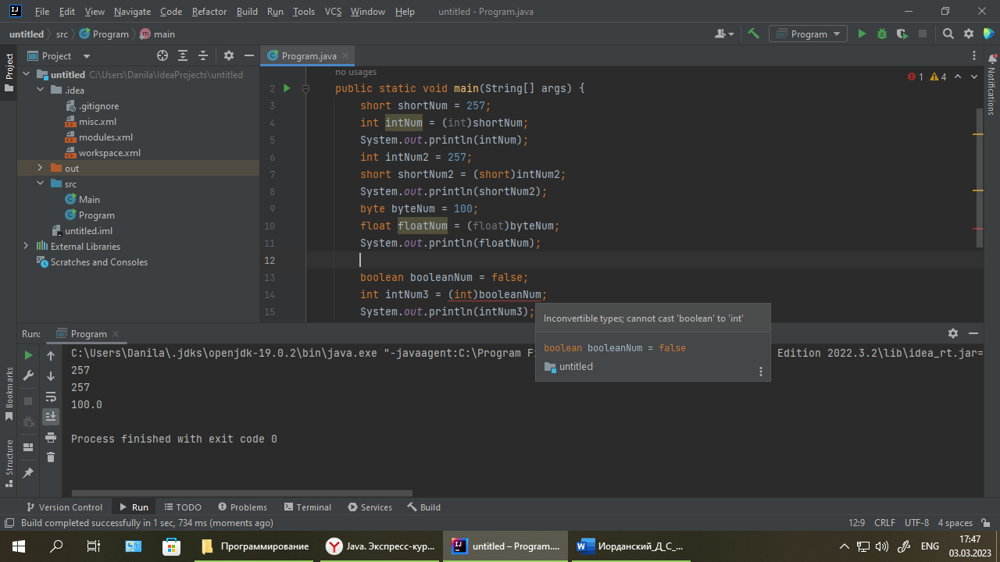 File Edit View Navigate Code Refactor Build Run Tools VCS Window Help untitled - Program.java
untitled src Program main Program
Project Program.java
untitled C:\Users\Danila\IdeaProjects\untitled
.idea
.gitignore
misc.xml
modules.xml
workspace.xml
out
src
Main
Program
untitled.iml
External Libraries
Scratches and Consoles
Project
Bookmarks
Structure
Notifications
no usages
1 4
2 public static void main(String[] args) {
3 short shortNum = 257;
4 int intNum = (int)shortNum;
5 System.out.println(intNum);
6 int intNum2 = 257;
7 short shortNum2 = (short)intNum2;
8 System.out.println(shortNum2);
9 byte byteNum = 100;
10 float floatNum = (float)byteNum;
11 System.out.println(floatNum);
12
13 boolean booleanNum = false;
14 int intNum3 = (int)booleanNum;
15 System.out.println(intNum3);
Inconvertible types; cannot cast 'boolean' to 'int'
boolean booleanNum = false
untitled
Run: Program
C:\Users\Danila\.jdks\openjdk-19.0.2\bin\java.exe "-javaagent:C:\Program Fi Edition 2022.3.2\lib\idea_rt.jar=
257
257
100.0
Process finished with exit code 0
Version Control Run TODO Problems Terminal Services Build
Build completed successfully in 1 sec, 734 ms (moments ago) 12:9 CRLF UTF-8 4 spaces
Программирование Java. Экспресс-кур... untitled – Program.... Иорданский_Д_С_... ENG 17:47
03.03.2023